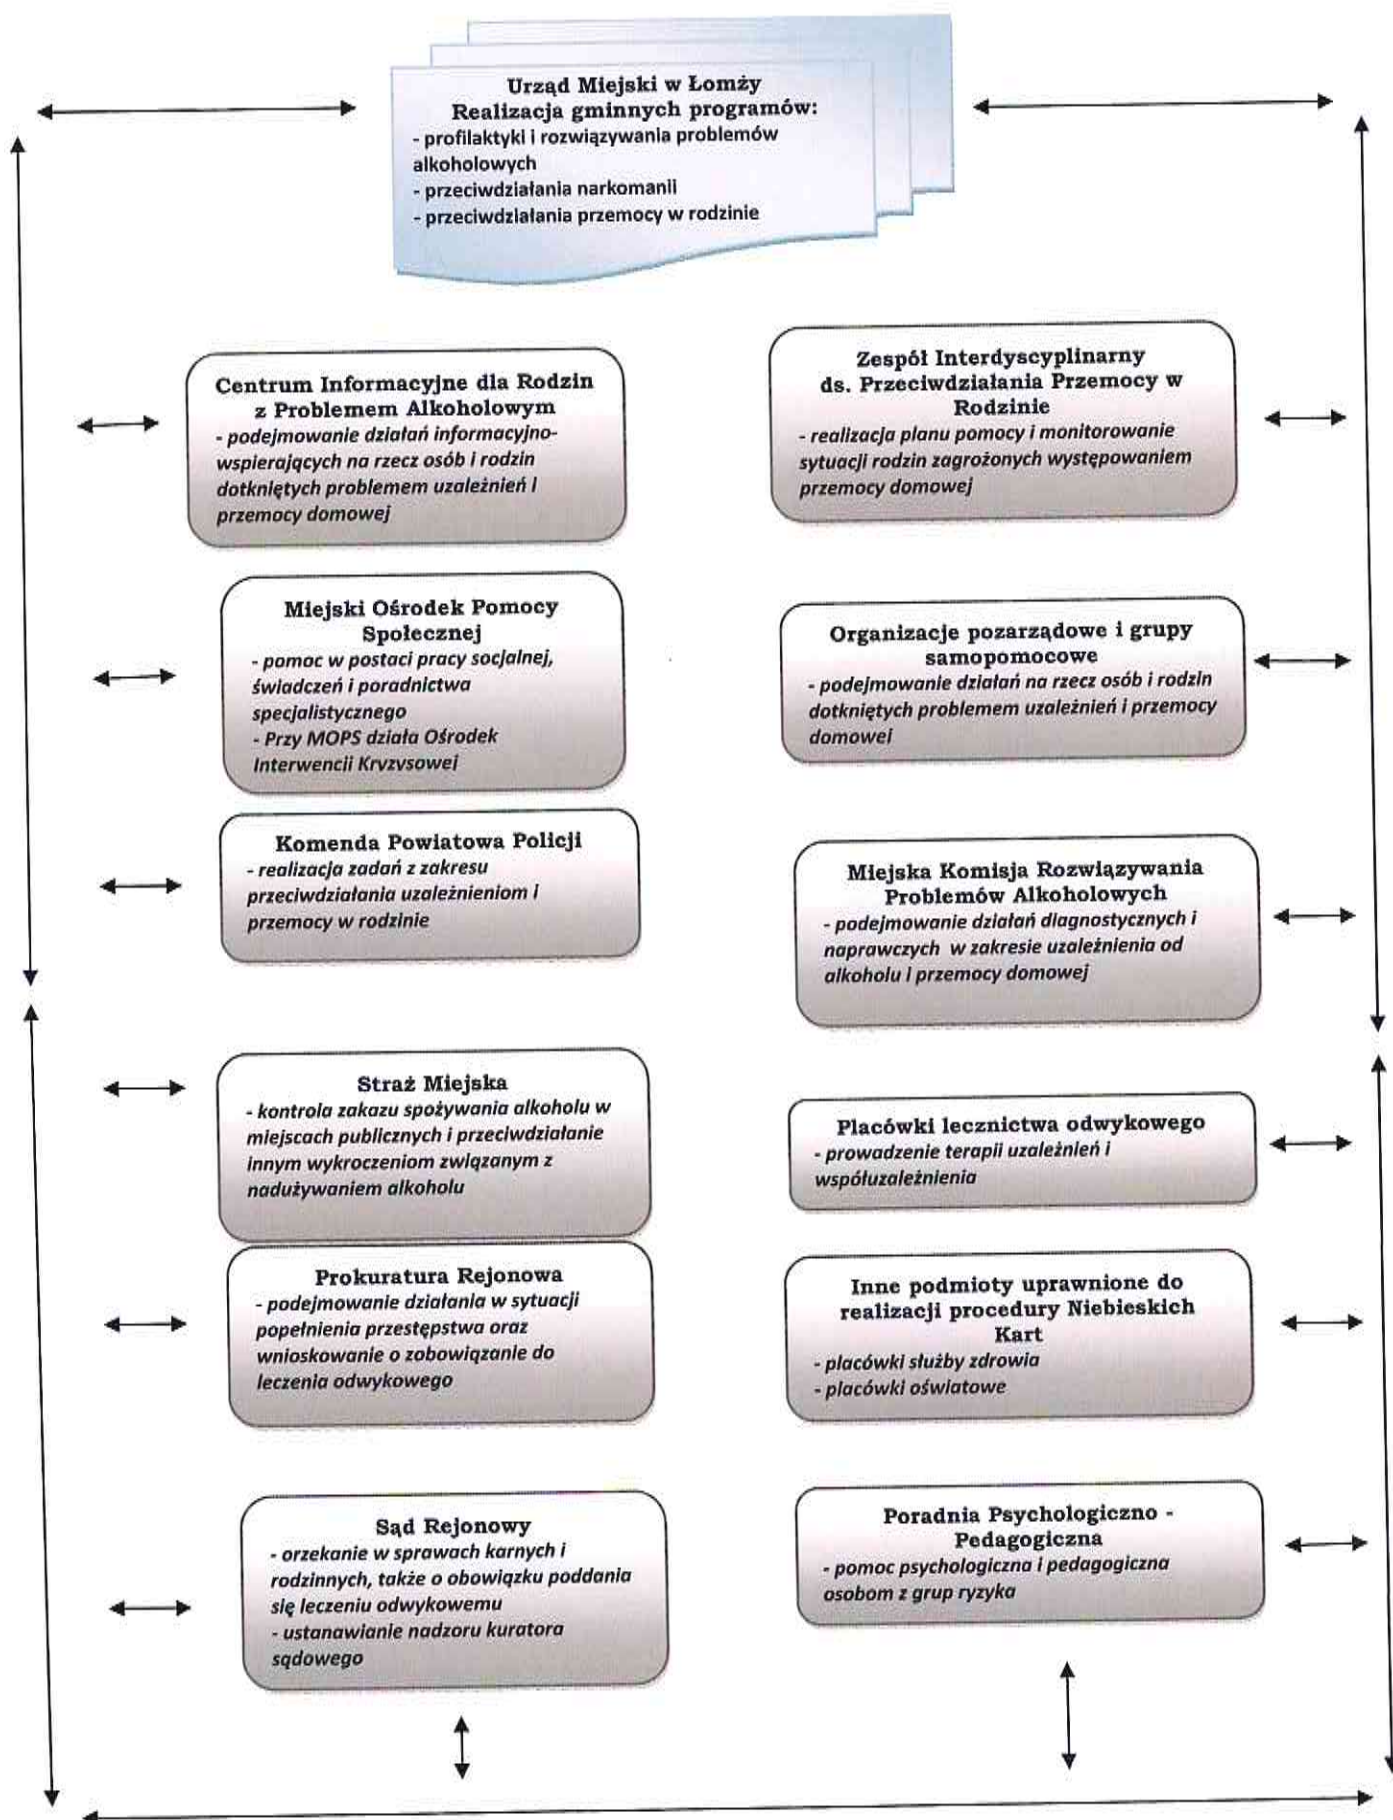 Urząd Miejski w Łomży
Realizacja gminnych programów:
- profilaktyki i rozwiązywania problemów
alkoholowych
- przeciwdziałania narkomanii
- przeciwdziałania przemocy w rodzinie
Centrum Informacyjne dla Rodzin
z Problemem Alkoholowym
- podejmowanie działań informacyjno-
wspierających na rzecz osób i rodzin
dotkniętych problemem uzależnień i
przemocy domowej
Zespół Interdyscyplinarny
ds. Przeciwdziałania Przemocy w
Rodzinie
- realizacja planu pomocy i monitorowanie
sytuacji rodzin zagrożonych występowaniem
przemocy domowej
Miejski Ośrodek Pomocy
Społecznej
- pomoc w postaci pracy socjalnej,
świadczeń i poradnictwa
specjalistycznego
- Przy MOPS działa Ośrodek
Interwencji Kryzysowej
Organizacje pozarządowe i grupy
samopomocowe
- podejmowanie działań na rzecz osób i rodzin
dotkniętych problemem uzależnień i przemocy
domowej
Komenda Powiatowa Policji
- realizacja zadań z zakresu
przeciwdziałania uzależnieniom i
przemocy w rodzinie
Miejska Komisja Rozwiązywania
Problemów Alkoholowych
- podejmowanie działań diagnostycznych i
naprawczych w zakresie uzależnienia od
alkoholu i przemocy domowej
Straż Miejska
- kontrola zakazu spożywania alkoholu w
miejscach publicznych i przeciwdziałanie
innym wykroczeniom związanym z
nadużywaniem alkoholu
Placówki lecznictwa odwykowego
- prowadzenie terapii uzależnień i
współuzależnienia
Prokuratura Rejonowa
- podejmowanie działania w sytuacji
popełnienia przestępstwa oraz
wnioskowanie o zobowiązanie do
leczenia odwykowego
Inne podmioty uprawnione do
realizacji procedury Niebieskich
Kart
- placówki służby zdrowia
- placówki oświatowe
Sąd Rejonowy
- orzekanie w sprawach karnych i
rodzinnych, także o obowiązku poddania
się leczeniu odwykowemu
- ustanawianie nadzoru kuratora
sądowego
Poradnia Psychologiczno -
Pedagogiczna
- pomoc psychologiczna i pedagogiczna
osobom z grup ryzyka